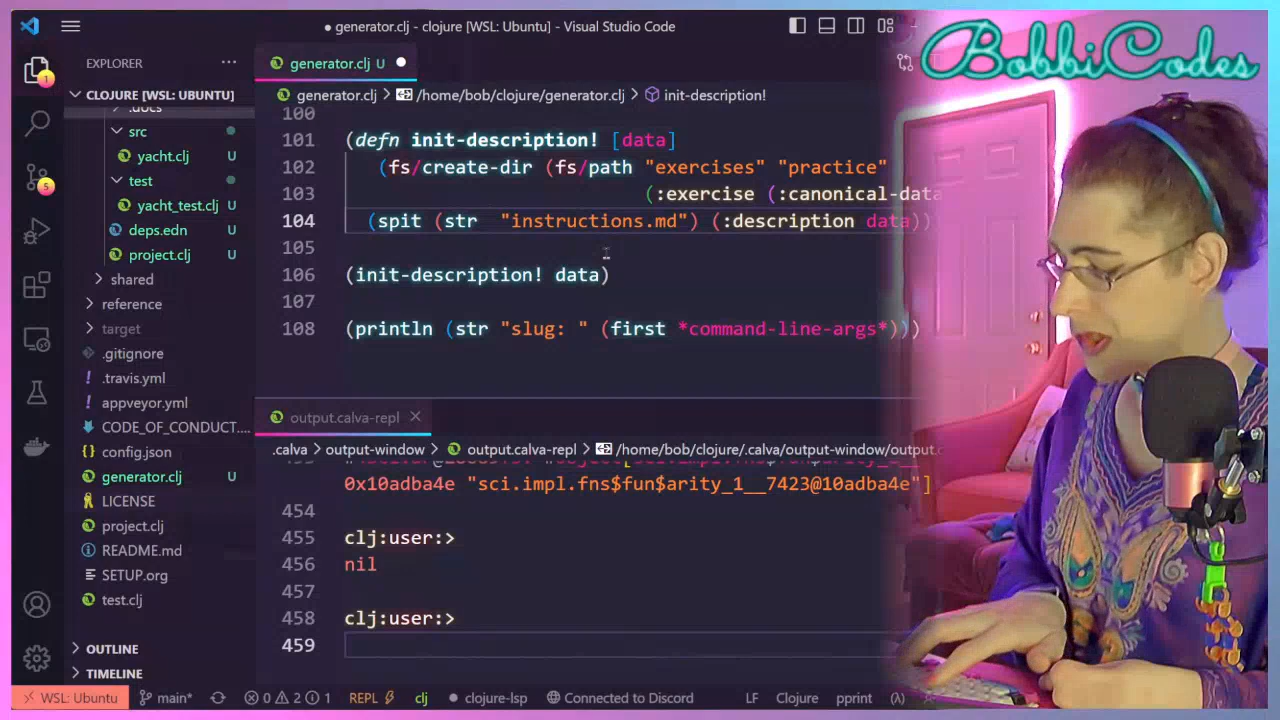 generator.clj - clojure [WSL: Ubuntu] - Visual Studio Code
BobbiCodes
EXPLORER
generator.clj U
CLOJURE [WSL: UBUNTU]
generator.clj > /home/bob/clojure/generator.clj > init-description!
.docs
src
yacht.clj U
test
yacht_test.clj U
deps.edn U
project.clj U
shared
reference
target
.gitignore
.travis.yml
appveyor.yml
CODE_OF_CONDUCT....
config.json
generator.clj U
LICENSE
project.clj
README.md
SETUP.org
test.clj
OUTLINE
TIMELINE
100
101 (defn init-description! [data]
102 (fs/create-dir (fs/path "exercises" "practice"
103 (:exercise (:canonical-data
104 (spit (str "instructions.md") (:description data))
105
106 (init-description! data)
107
108 (println (str "slug: " (first *command-line-args*)))
output.calva-repl
.calva > output-window > output.calva-repl > /home/bob/clojure/.calva/output-window/output.c
0x10adba4e "sci.impl.fns$fun$arity_1__7423@10adba4e"]
454
455 clj:user:>
456 nil
457
458 clj:user:>
459
WSL: Ubuntu main* 0 2 1 REPL clj clojure-lsp Connected to Discord LF Clojure pprint (λ)